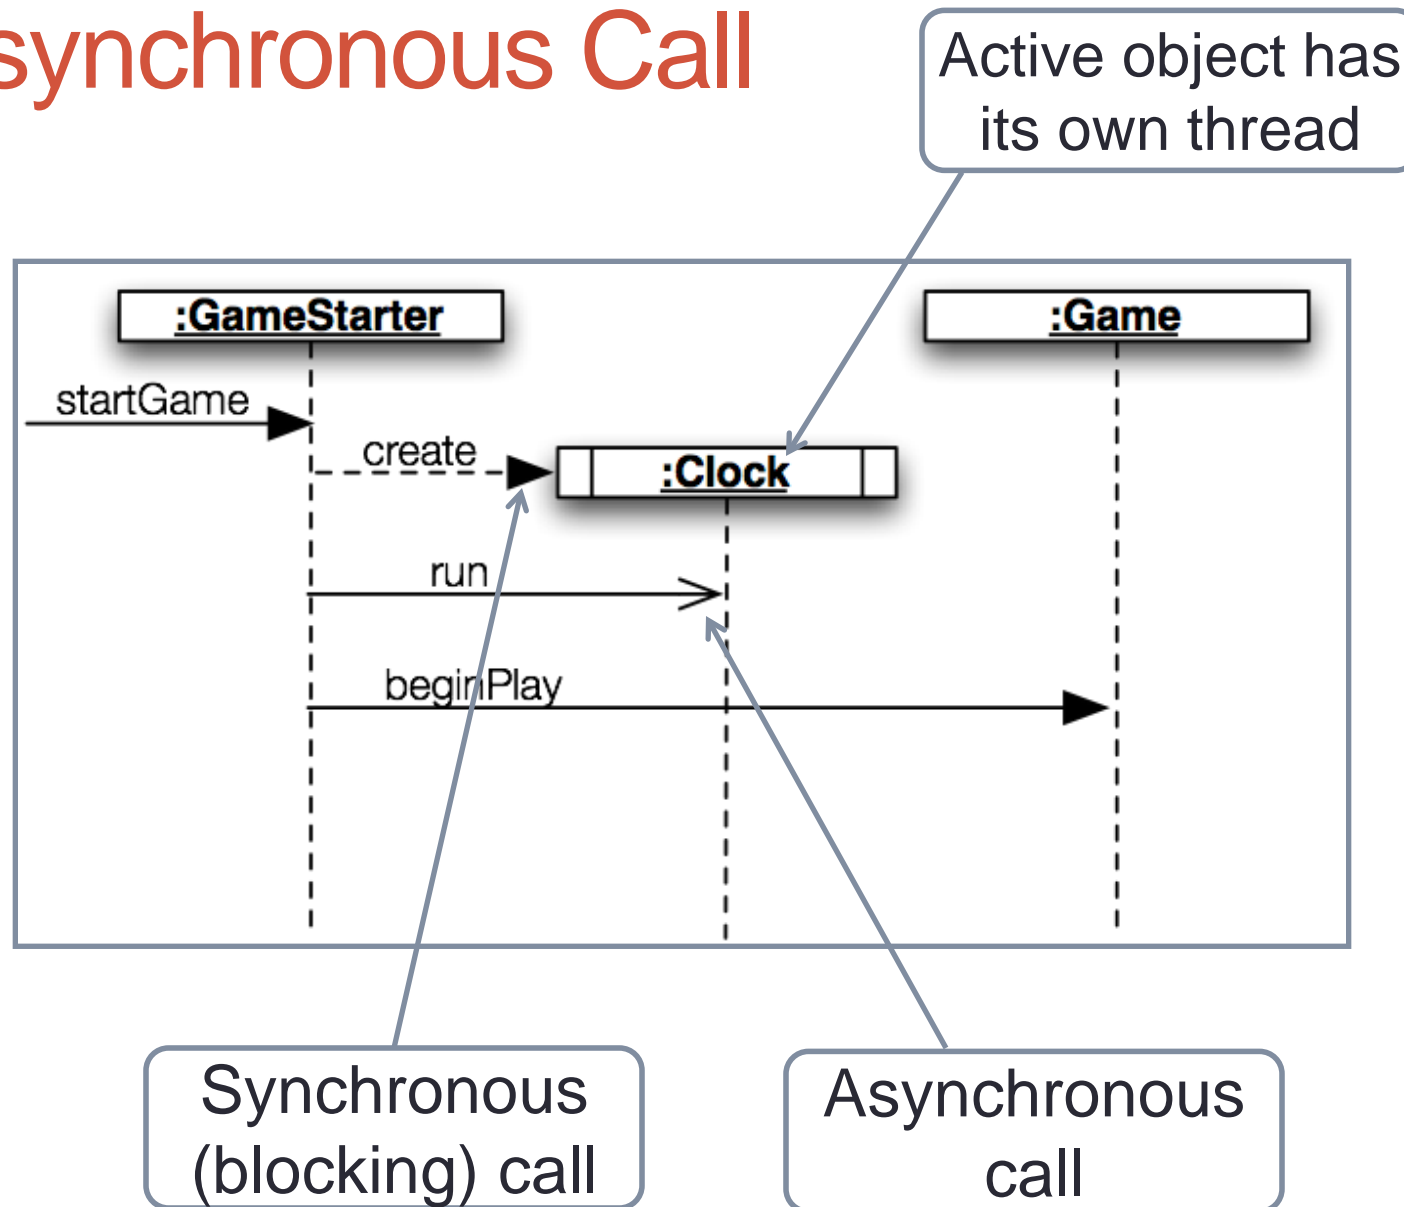 synchronous Call
Active object has
its own thread
:GameStarter
:Game
startGame
create
:Clock
run
beginPlay
Synchronous
(blocking) call
Asynchronous
call